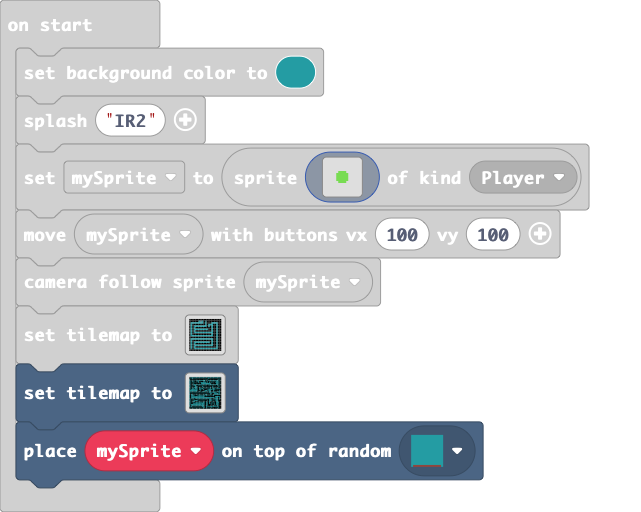 on start
set background color to
splash "IR2"
set mySprite to sprite of kind Player
move mySprite with buttons vx 100 vy 100
camera follow sprite mySprite
set tilemap to
set tilemap to
place mySprite on top of random